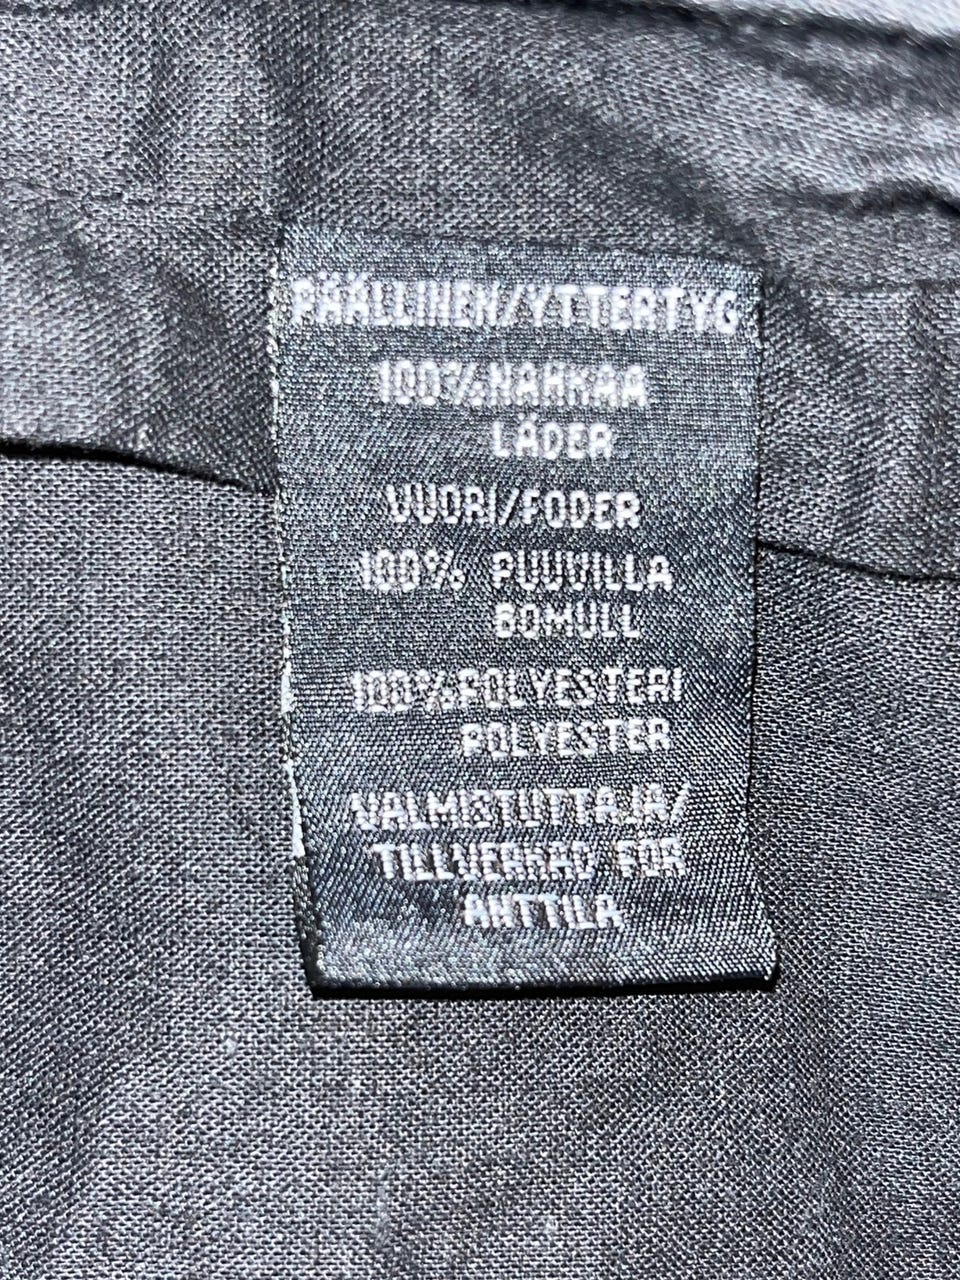 PÄÄLLINEN/YTTERTYG
100% NAHKAA
LÄDER
VUORI/FODER
100% PUUVILLA
BOMULL
100% POLYESTERI
POLYESTER
VALMISTUTTAJA/
TILLVERKAD FÖR
ANTTILA